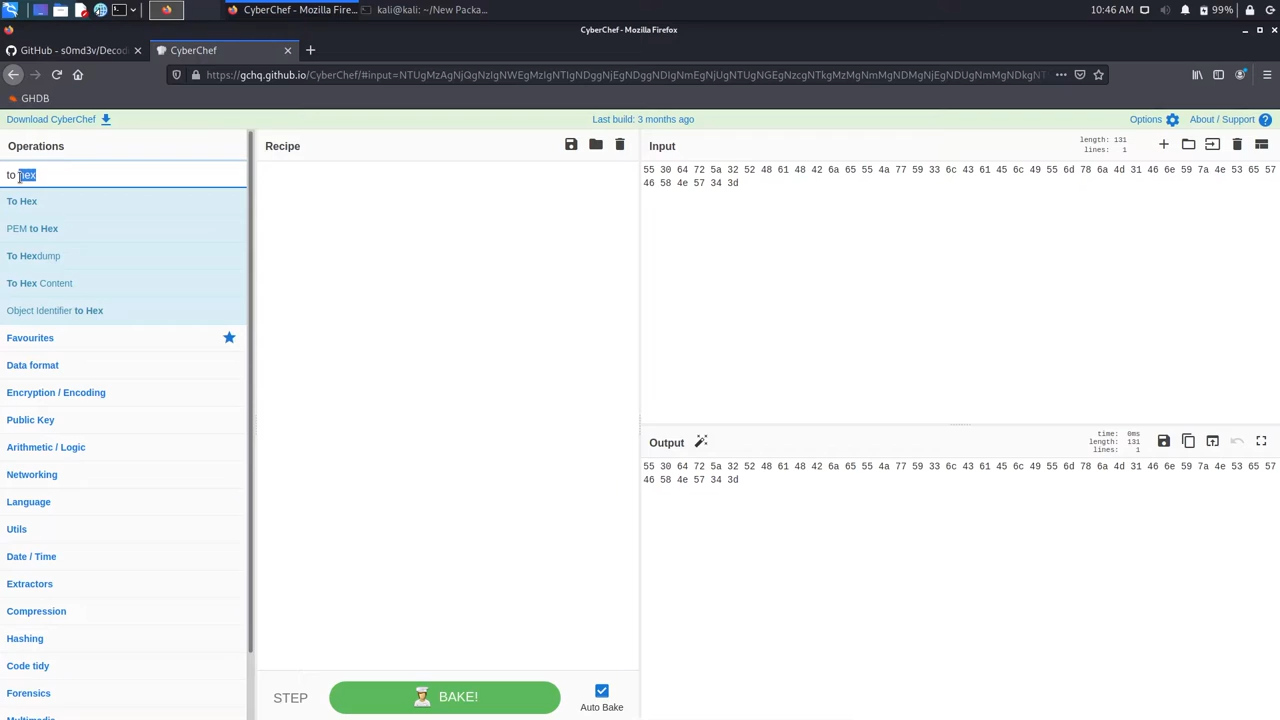 CyberChef - Mozilla Fire...
kali@kali: ~/New Packa...
10:46 AM
99%
CyberChef - Mozilla Firefox
GitHub - s0md3v/Decod
CyberChef
https://gchq.github.io/CyberChef/#input=NTUgMzAgNjQgNzIgNWEgMzIgNTIgNDggNjEgNDggNDIgNmEgNjUgNTUgNGEgNzcgNTkgMzMgNmMgNDMgNjEgNDUgNmMgNDkgNT
GHDB
Download CyberChef
Last build: 3 months ago
Options
About / Support
Operations
Recipe
length: 131
lines: 1
Input
to hex
To Hex
PEM to Hex
To Hexdump
To Hex Content
Object Identifier to Hex
Favourites
Data format
Encryption / Encoding
Public Key
Arithmetic / Logic
Networking
Language
Utils
Date / Time
Extractors
Compression
Hashing
Code tidy
Forensics
Multimedia
55 30 64 72 5a 32 52 48 61 48 42 6a 65 55 4a 77 59 33 6c 43 61 45 6c 49 55 6d 78 6a 4d 31 46 6e 59 7a 4e 53 65 57
46 58 4e 57 34 3d
Output
time: 0ms
length: 131
lines: 1
55 30 64 72 5a 32 52 48 61 48 42 6a 65 55 4a 77 59 33 6c 43 61 45 6c 49 55 6d 78 6a 4d 31 46 6e 59 7a 4e 53 65 57
46 58 4e 57 34 3d
STEP
BAKE!
Auto Bake